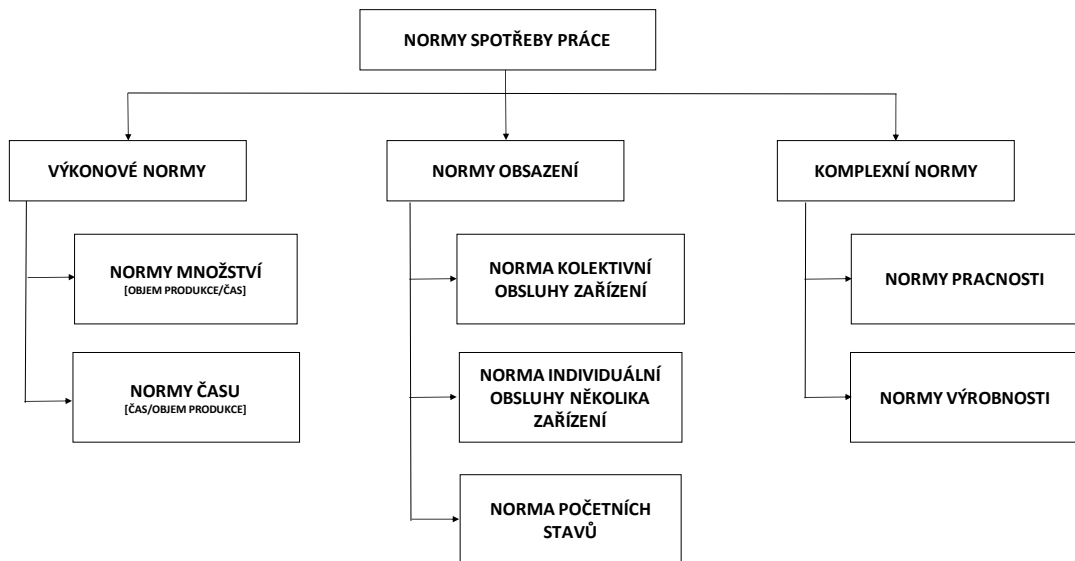 NORMY SPOTŘEBY PRÁCE
VÝKONOVÉ NORMY
NORMY OBSAZENÍ
KOMPLEXNÍ NORMY
NORMY MNOŽSTVÍ
[OBJEM PRODUKCE/ČAS]
NORMY ČASU
[ČAS/OBJEM PRODUKCE]
NORMA KOLEKTIVNÍ
OBSLUHY ZAŘÍZENÍ
NORMA INDIVIDUÁLNÍ
OBSLUHY NĚKOLIKA
ZAŘÍZENÍ
NORMA POČETNÍCH
STAVŮ
NORMY PRACNOSTI
NORMY VÝROBNOSTI